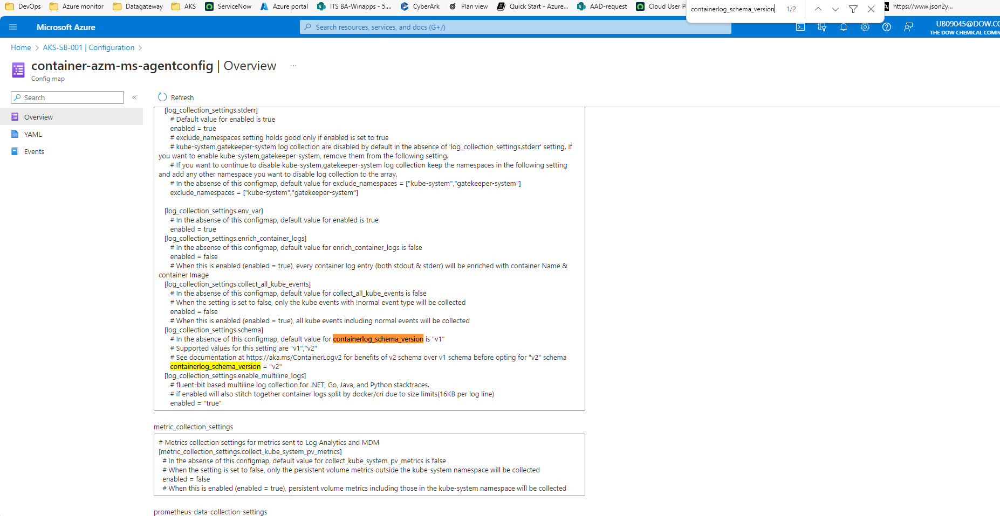 DevOps Azure monitor Datagateway AKS ServiceNow Azure portal ITS BA-Winapps - 5.... CyberArk Plan view Quick Start - Azure... AAD-request Cloud User P https://www.json2y...
containerlog_schema_version 1/2
Microsoft Azure
Search resources, services, and docs (G+/)
UB09045@DOW.CO
THE DOW CHEMICAL COMPA
Home > AKS-SB-001 | Configuration >
container-azm-ms-agentconfig | Overview ...
Config map
Search «
Refresh
Overview
YAML
Events
[log_collection_settings.stderr]
# Default value for enabled is true
enabled = true
# exclude_namespaces setting holds good only if enabled is set to true
# kube-system,gatekeeper-system log collection are disabled by default in the absence of 'log_collection_settings.stderr' setting. If
you want to enable kube-system,gatekeeper-system, remove them from the following setting.
# If you want to continue to disable kube-system,gatekeeper-system log collection keep the namespaces in the following setting
and add any other namespace you want to disable log collection to the array.
# In the absense of this configmap, default value for exclude_namespaces = ["kube-system","gatekeeper-system"]
exclude_namespaces = ["kube-system","gatekeeper-system"]
[log_collection_settings.env_var]
# In the absense of this configmap, default value for enabled is true
enabled = true
[log_collection_settings.enrich_container_logs]
# In the absense of this configmap, default value for enrich_container_logs is false
enabled = false
# When this is enabled (enabled = true), every container log entry (both stdout & stderr) will be enriched with container Name &
container Image
[log_collection_settings.collect_all_kube_events]
# In the absense of this configmap, default value for collect_all_kube_events is false
# When the setting is set to false, only the kube events with !normal event type will be collected
enabled = false
# When this is enabled (enabled = true), all kube events including normal events will be collected
[log_collection_settings.schema]
# In the absence of this configmap, default value for containerlog_schema_version is "v1"
# Supported values for this setting are "v1","v2"
# See documentation at https://aka.ms/ContainerLogv2 for benefits of v2 schema over v1 schema before opting for "v2" schema
containerlog_schema_version = "v2"
[log_collection_settings.enable_multiline_logs]
# fluent-bit based multiline log collection for .NET, Go, Java, and Python stacktraces.
# if enabled will also stitch together container logs split by docker/cri due to size limits(16KB per log line)
enabled = "true"
metric_collection_settings
# Metrics collection settings for metrics sent to Log Analytics and MDM
[metric_collection_settings.collect_kube_system_pv_metrics]
# In the absense of this configmap, default value for collect_kube_system_pv_metrics is false
# When the setting is set to false, only the persistent volume metrics outside the kube-system namespace will be collected
enabled = false
# When this is enabled (enabled = true), persistent volume metrics including those in the kube-system namespace will be collected
prometheus-data-collection-settings